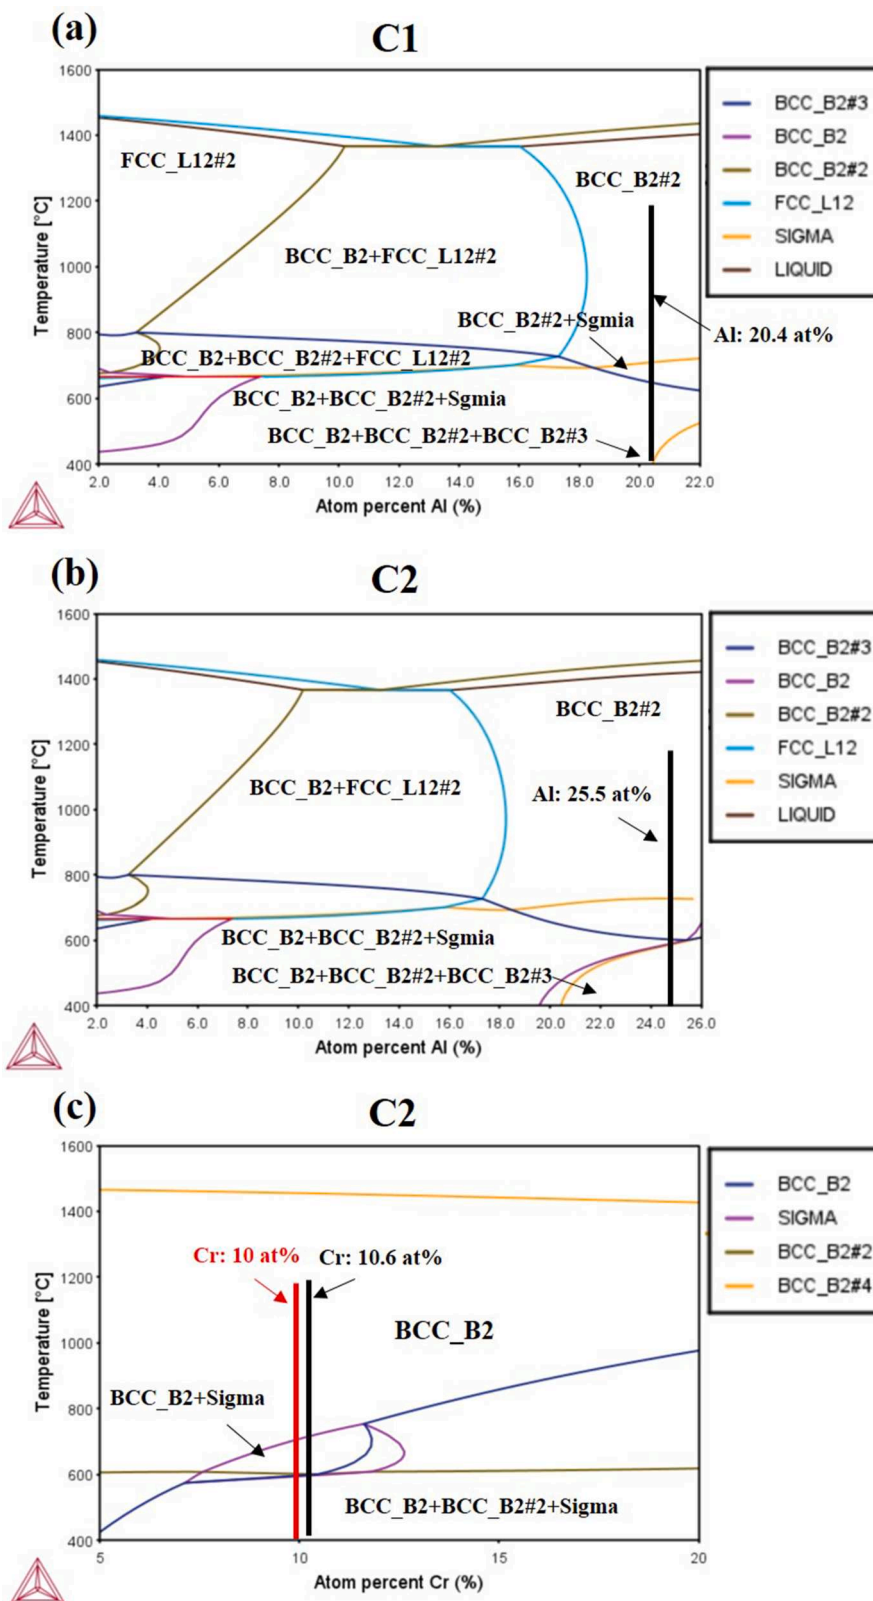 (a)
C1
1600
1400
1200
1000
800
600
400
Temperature [°C]
FCC_L12#2
BCC_B2#2
BCC_B2+FCC_L12#2
BCC_B2#2+Sgmia
Al: 20.4 at%
BCC_B2+BCC_B2#2+FCC_L12#2
BCC_B2+BCC_B2#2+Sgmia
BCC_B2+BCC_B2#2+BCC_B2#3
2.0 4.0 6.0 8.0 10.0 12.0 14.0 16.0 18.0 20.0 22.0
Atom percent Al (%)
BCC_B2#3
BCC_B2
BCC_B2#2
FCC_L12
SIGMA
LIQUID
(b)
C2
1600
1400
1200
1000
800
600
400
Temperature [°C]
BCC_B2#2
BCC_B2+FCC_L12#2
Al: 25.5 at%
BCC_B2+BCC_B2#2+Sgmia
BCC_B2+BCC_B2#2+BCC_B2#3
2.0 4.0 6.0 8.0 10.0 12.0 14.0 16.0 18.0 20.0 22.0 24.0 26.0
Atom percent Al (%)
BCC_B2#3
BCC_B2
BCC_B2#2
FCC_L12
SIGMA
LIQUID
(c)
C2
1600
1400
1200
1000
800
600
400
Temperature [°C]
Cr: 10 at%
Cr: 10.6 at%
BCC_B2
BCC_B2+Sigma
BCC_B2+BCC_B2#2+Sigma
5 10 15 20
Atom percent Cr (%)
BCC_B2
SIGMA
BCC_B2#2
BCC_B2#4